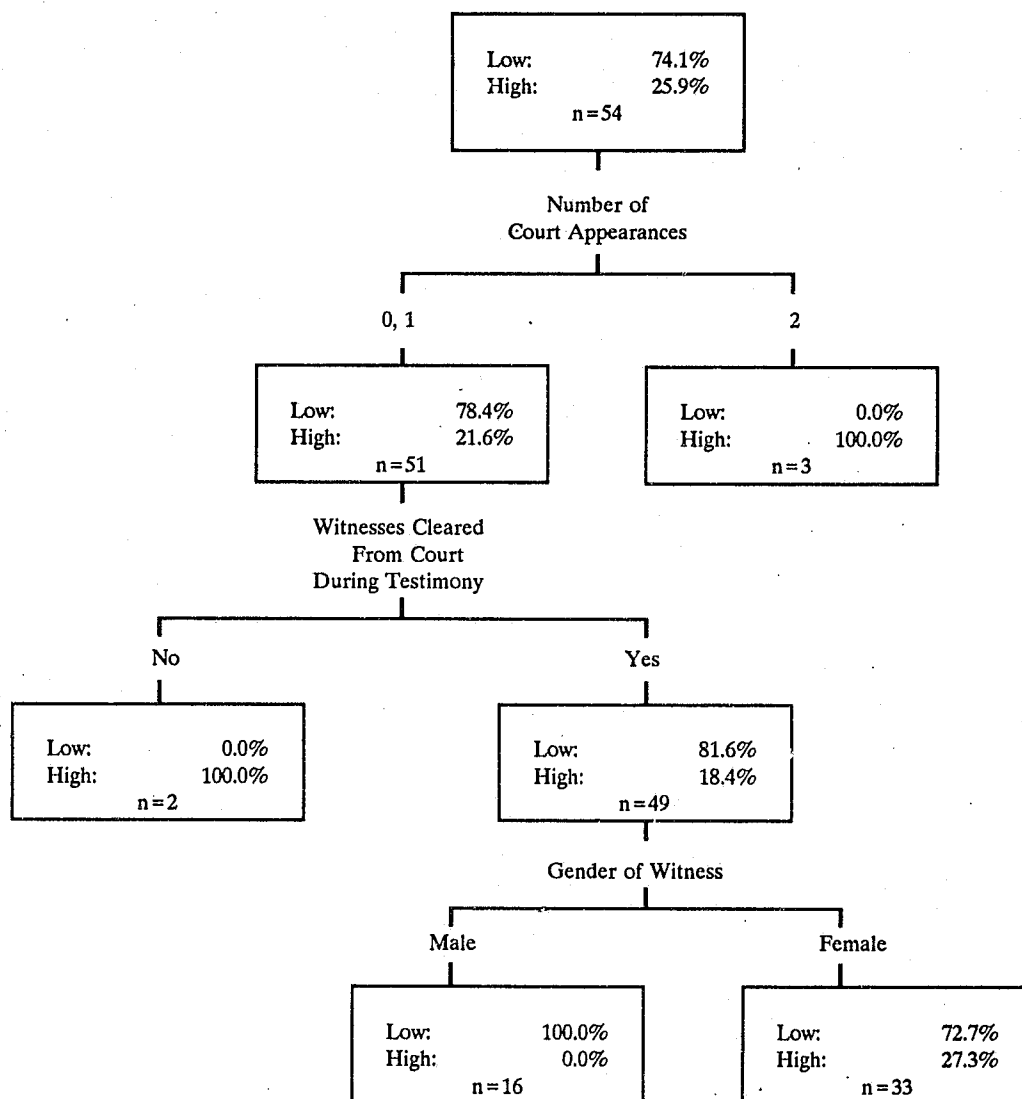 Low: 74.1%
High: 25.9%
n=54
Number of
Court Appearances
0, 1
2
Low: 78.4%
High: 21.6%
n=51
Low: 0.0%
High: 100.0%
n=3
Witnesses Cleared
From Court
During Testimony
No
Yes
Low: 0.0%
High: 100.0%
n=2
Low: 81.6%
High: 18.4%
n=49
Gender of Witness
Male
Female
Low: 100.0%
High: 0.0%
n=16
Low: 72.7%
High: 27.3%
n=33